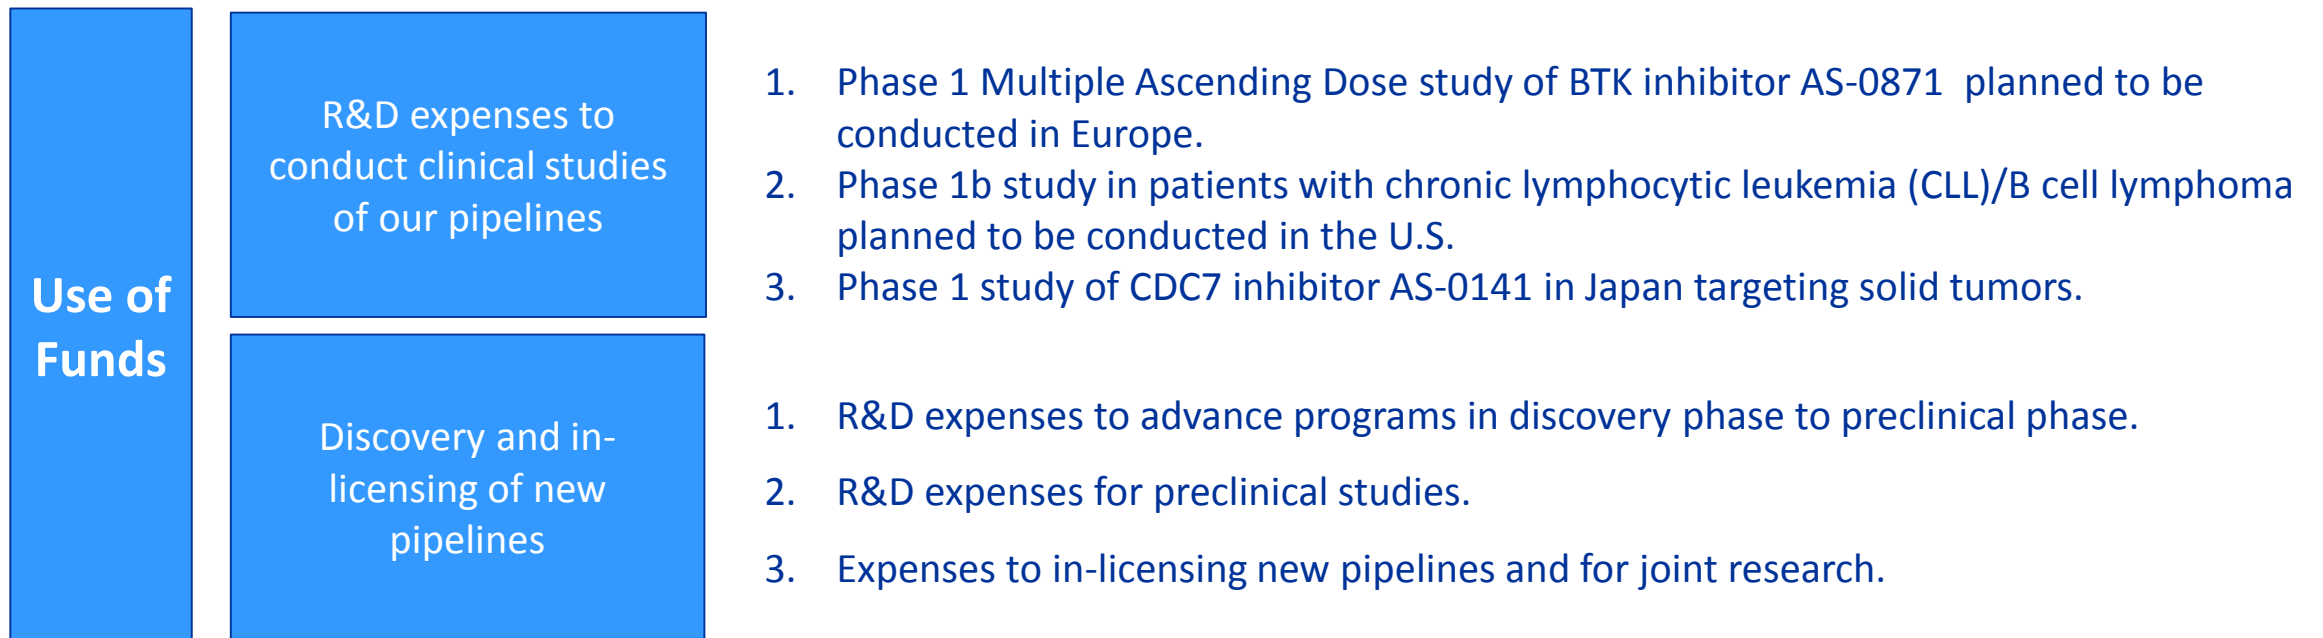 Use of
Funds
R&D expenses to
conduct clinical studies
of our pipelines
1. Phase 1 Multiple Ascending Dose study of BTK inhibitor AS-0871  planned to be
conducted in Europe.
2. Phase 1b study in patients with chronic lymphocytic leukemia (CLL)/B cell lymphoma
planned to be conducted in the U.S.
3. Phase 1 study of CDC7 inhibitor AS-0141 in Japan targeting solid tumors.
Discovery and in-
licensing of new
pipelines
1. R&D expenses to advance programs in discovery phase to preclinical phase.
2. R&D expenses for preclinical studies.
3. Expenses to in-licensing new pipelines and for joint research.